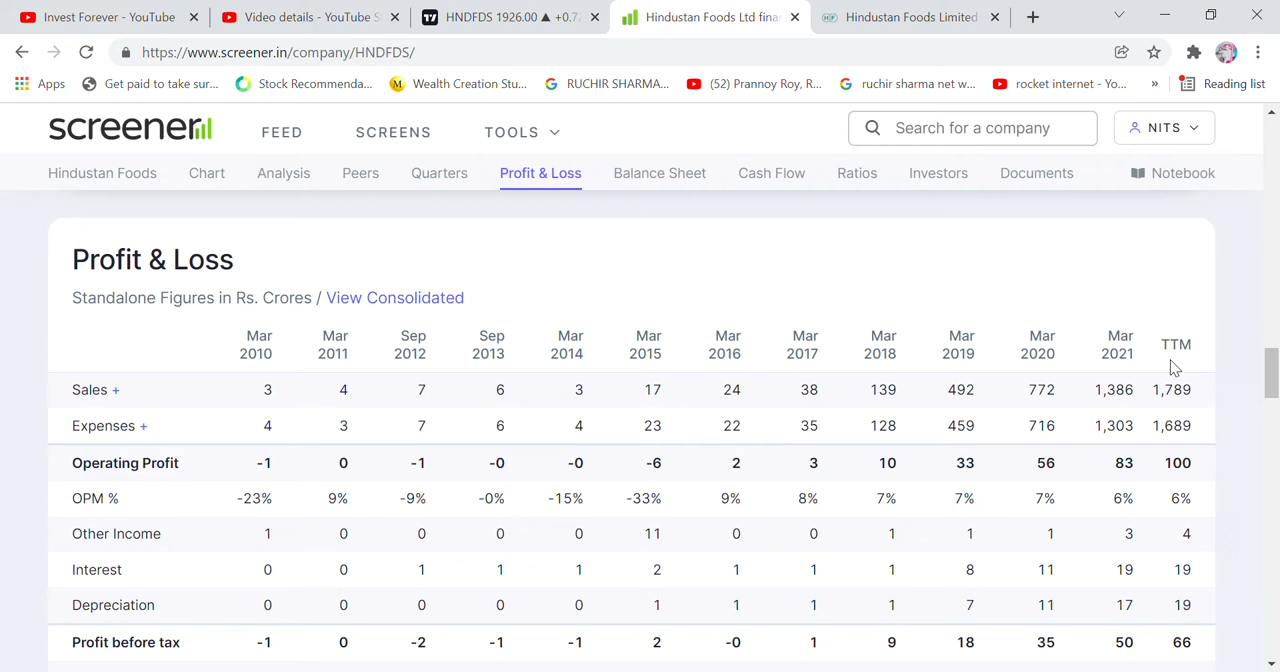 Invest Forever - YouTube
Video details - YouTube S
HNDFDS 1926.00 ▲ +0.7
Hindustan Foods Ltd fina
Hindustan Foods Limited
https://www.screener.in/company/HNDFDS/
Apps Get paid to take sur... Stock Recommenda... Wealth Creation Stu... RUCHIR SHARMA... (52) Prannoy Roy, R... ruchir sharma net w... rocket internet - Yo... » Reading list
screener FEED SCREENS TOOLS Search for a company NITS
Hindustan Foods Chart Analysis Peers Quarters Profit & Loss Balance Sheet Cash Flow Ratios Investors Documents Notebook
Profit & Loss
Standalone Figures in Rs. Crores / View Consolidated
Mar 2010 Mar 2011 Sep 2012 Sep 2013 Mar 2014 Mar 2015 Mar 2016 Mar 2017 Mar 2018 Mar 2019 Mar 2020 Mar 2021 TTM
Sales + 3 4 7 6 3 17 24 38 139 492 772 1,386 1,789
Expenses + 4 3 7 6 4 23 22 35 128 459 716 1,303 1,689
Operating Profit -1 0 -1 -0 -0 -6 2 3 10 33 56 83 100
OPM % -23% 9% -9% -0% -15% -33% 9% 8% 7% 7% 7% 6% 6%
Other Income 1 0 0 0 0 11 0 0 1 1 1 3 4
Interest 0 0 1 1 1 2 1 1 1 8 11 19 19
Depreciation 0 0 0 0 0 1 1 1 1 7 11 17 19
Profit before tax -1 0 -2 -1 -1 2 -0 1 9 18 35 50 66